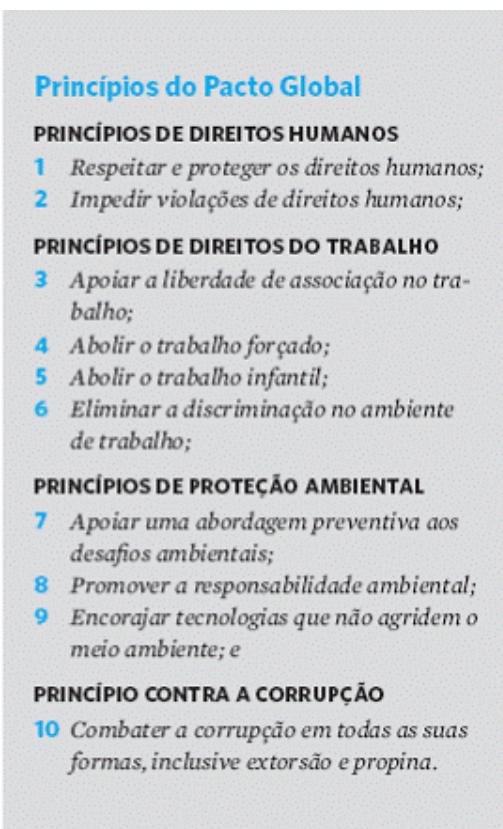 Princípios do Pacto Global
PRINCÍPIOS DE DIREITOS HUMANOS
1 Respeitar e proteger os direitos humanos;
2 Impedir violações de direitos humanos;
PRINCÍPIOS DE DIREITOS DO TRABALHO
3 Apoiar a liberdade de associação no tra-
balho;
4 Abolir o trabalho forçado;
5 Abolir o trabalho infantil;
6 Eliminar a discriminação no ambiente
de trabalho;
PRINCÍPIOS DE PROTEÇÃO AMBIENTAL
7 Apoiar uma abordagem preventiva aos
desafios ambientais;
8 Promover a responsabilidade ambiental;
9 Encorajar tecnologias que não agridem o
meio ambiente; e
PRINCÍPIO CONTRA A CORRUPÇÃO
10 Combater a corrupção em todas as suas
formas, inclusive extorsão e propina.